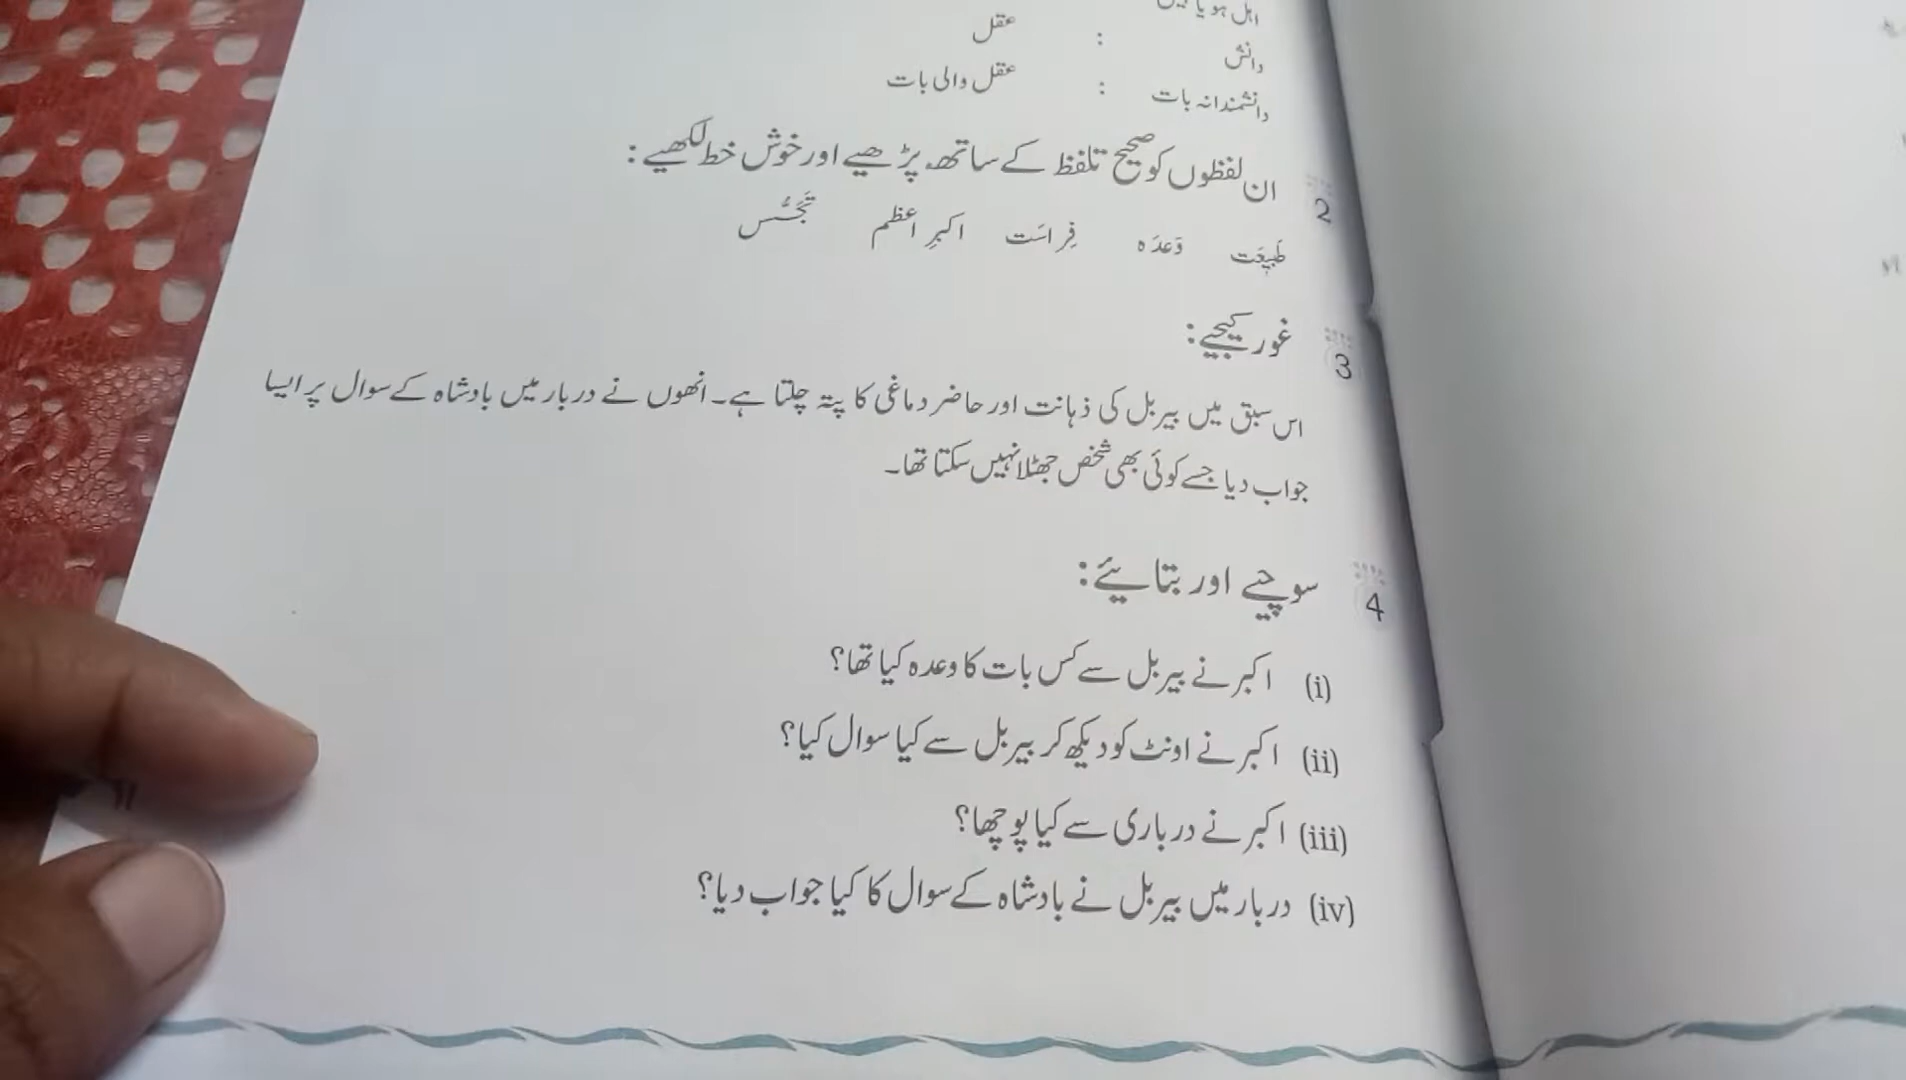 اہل ہو یا
دانش : عقل
دانشمندانہ بات : عقل والی بات
2 ان لفظوں کو صحیح تلفظ کے ساتھ پڑھیے اور خوش خط لکھیے:
طَبِیْعَت وَعدَہ فِراسَت اکبرِ اعظم تَجَسُّس
3 غور کیجیے:
اس سبق میں بیربل کی ذہانت اور حاضر دماغی کا پتہ چلتا ہے۔ انھوں نے دربار میں بادشاہ کے سوال پر ایسا
جواب دیا جسے کوئی بھی شخص جھٹلا نہیں سکتا تھا۔
4 سوچیے اور بتائیے:
(i) اکبر نے بیربل سے کس بات کا وعدہ کیا تھا؟
(ii) اکبر نے اونٹ کو دیکھ کر بیربل سے کیا سوال کیا؟
(iii) اکبر نے درباری سے کیا پوچھا؟
(iv) دربار میں بیربل نے بادشاہ کے سوال کا کیا جواب دیا؟